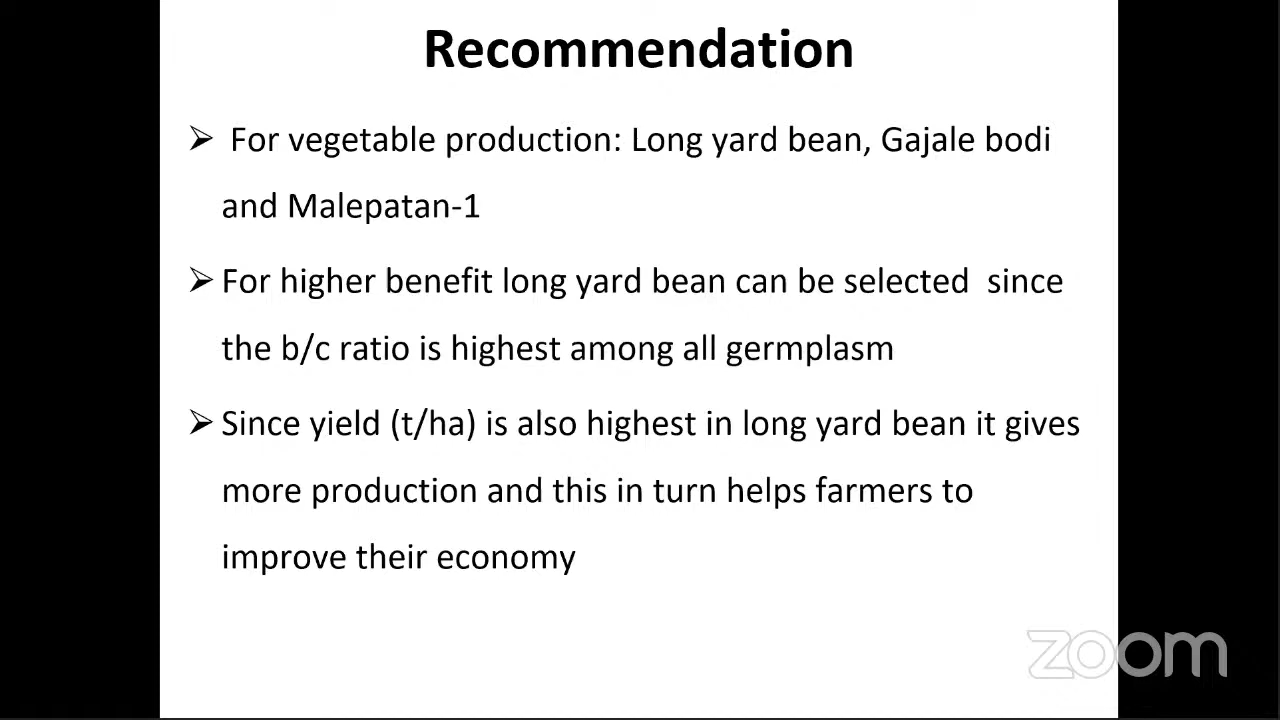 Recommendation
➢ For vegetable production: Long yard bean, Gajale bodi
and Malepatan-1
➢ For higher benefit long yard bean can be selected  since
the b/c ratio is highest among all germplasm
➢ Since yield (t/ha) is also highest in long yard bean it gives
more production and this in turn helps farmers to
improve their economy
zoom